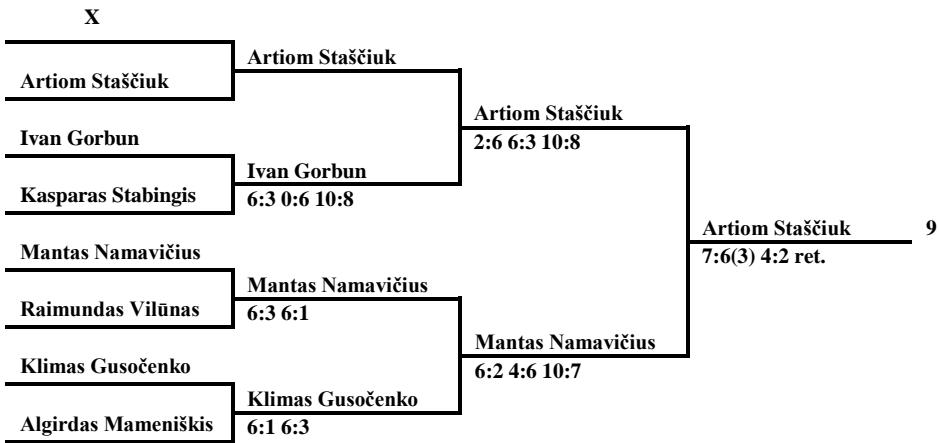 X
Artiom Staščiuk
Artiom Staščiuk
Artiom Staščiuk
Ivan Gorbun
2:6 6:3 10:8
Ivan Gorbun
Kasparas Stabingis
6:3 0:6 10:8
Artiom Staščiuk 9
Mantas Namavičius
7:6(3) 4:2 ret.
Mantas Namavičius
Raimundas Vilūnas
6:3 6:1
Mantas Namavičius
Klimas Gusočenko
6:2 4:6 10:7
Klimas Gusočenko
Algirdas Mameniškis
6:1 6:3